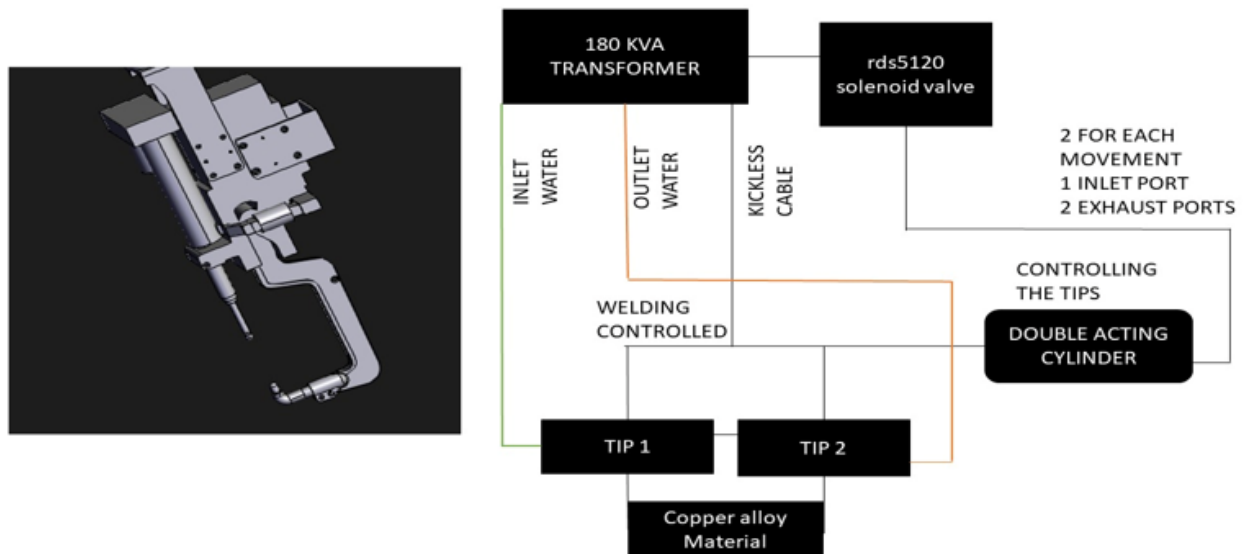 180 KVA
TRANSFORMER
rds5120
solenoid valve
INLET
WATER
OUTLET
WATER
KICKLESS
CABLE
2 FOR EACH
MOVEMENT
1 INLET PORT
2 EXHAUST PORTS
CONTROLLING
THE TIPS
WELDING
CONTROLLED
DOUBLE ACTING
CYLINDER
TIP 1
TIP 2
Copper alloy
Material